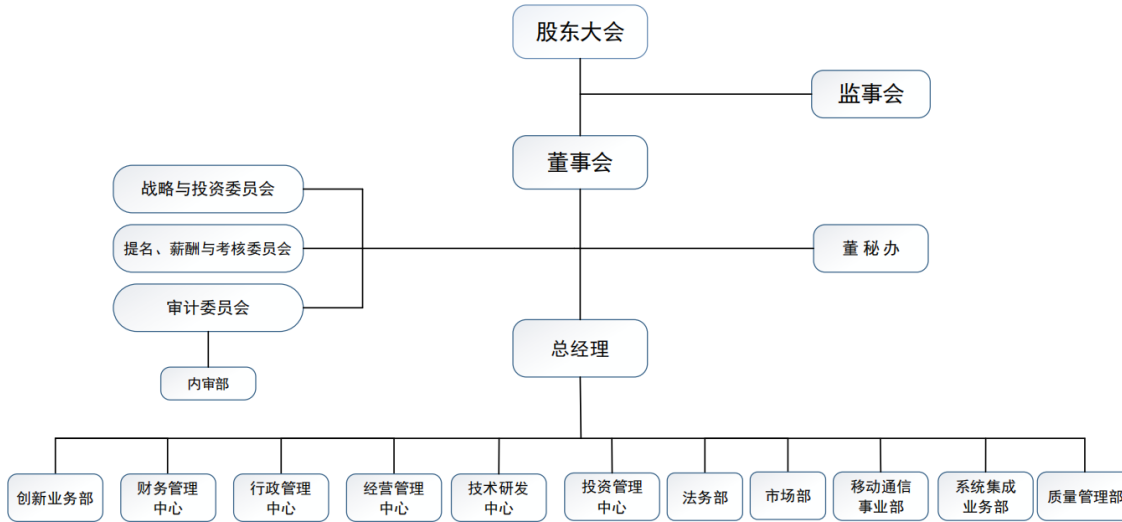 股东大会
监事会
董事会
战略与投资委员会
提名、薪酬与考核委员会
董秘办
审计委员会
总经理
内审部
创新业务部
财务管理
中心
行政管理
中心
经营管理
中心
技术研发
中心
投资管理
中心
法务部
市场部
移动通信
事业部
系统集成
业务部
质量管理部